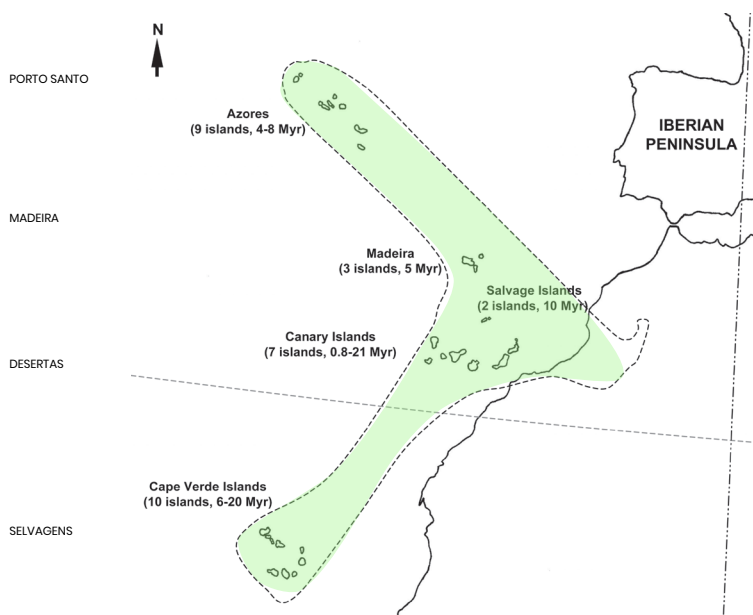 PORTO SANTO
MADEIRA
DESERTAS
SELVAGENS
N
Azores
(9 islands, 4-8 Myr)
IBERIAN
PENINSULA
Madeira
(3 islands, 5 Myr)
Salvage Islands
(2 islands, 10 Myr)
Canary Islands
(7 islands, 0.8-21 Myr)
Cape Verde Islands
(10 islands, 6-20 Myr)